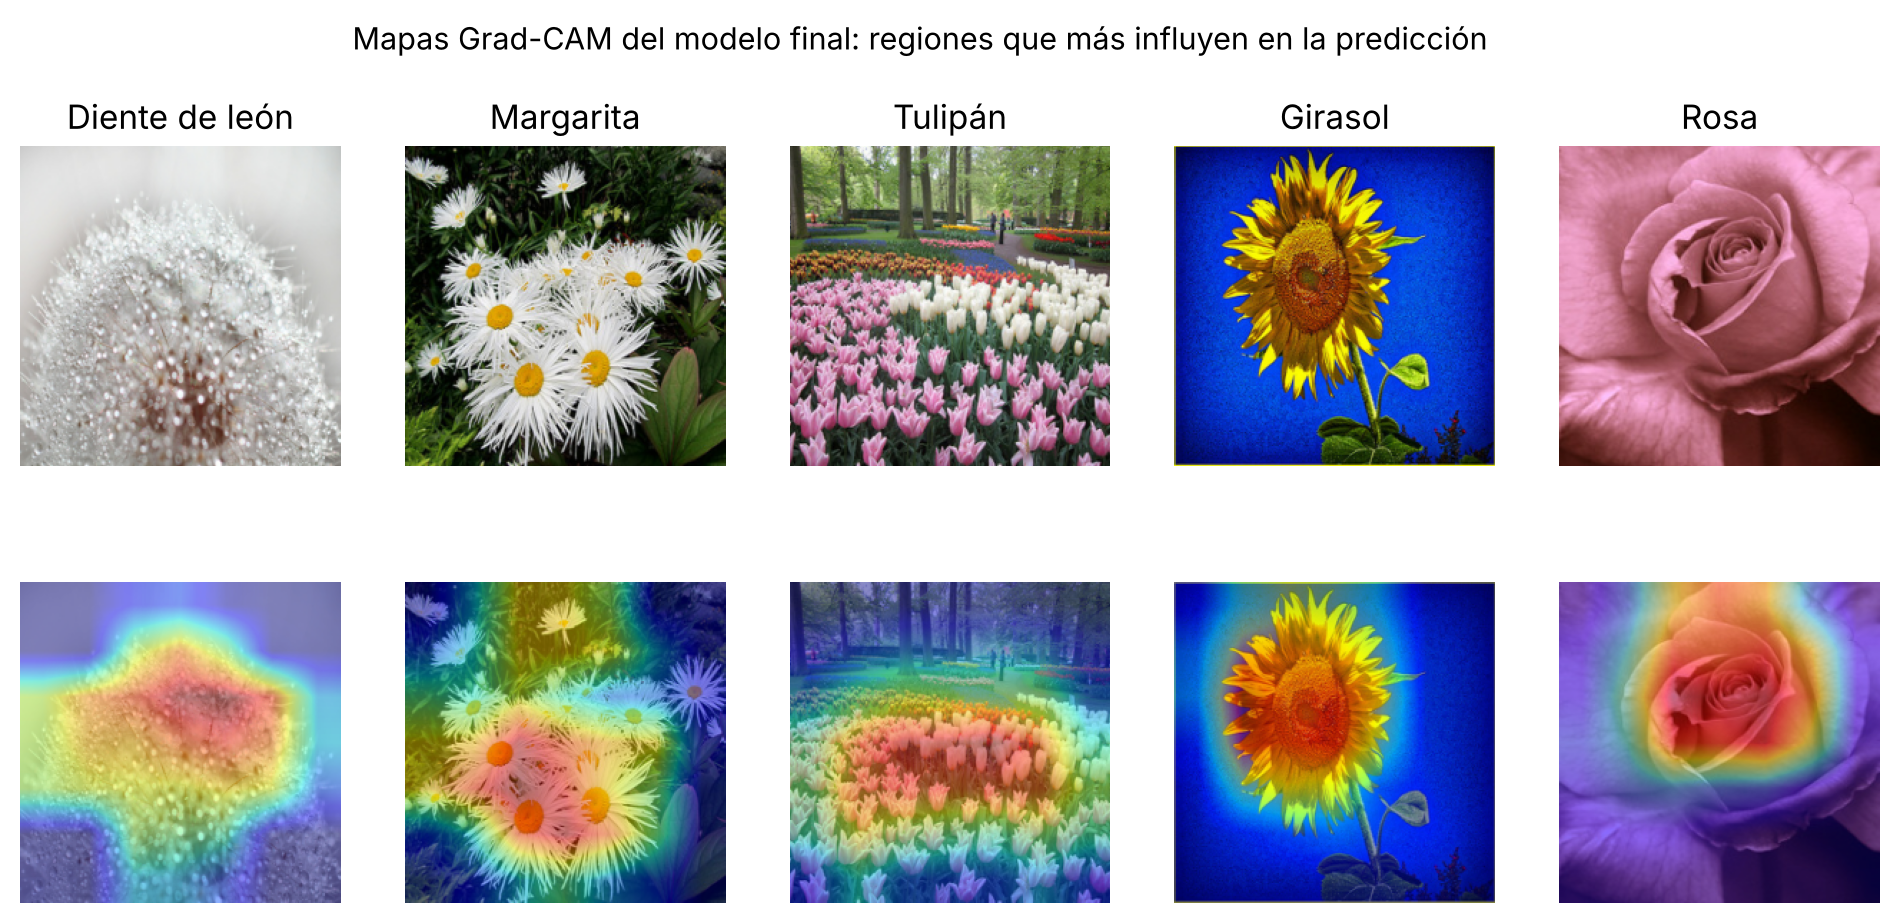 Mapas Grad-CAM del modelo final: regiones que más influyen en la predicción
Diente de león
Margarita
Tulipán
Girasol
Rosa